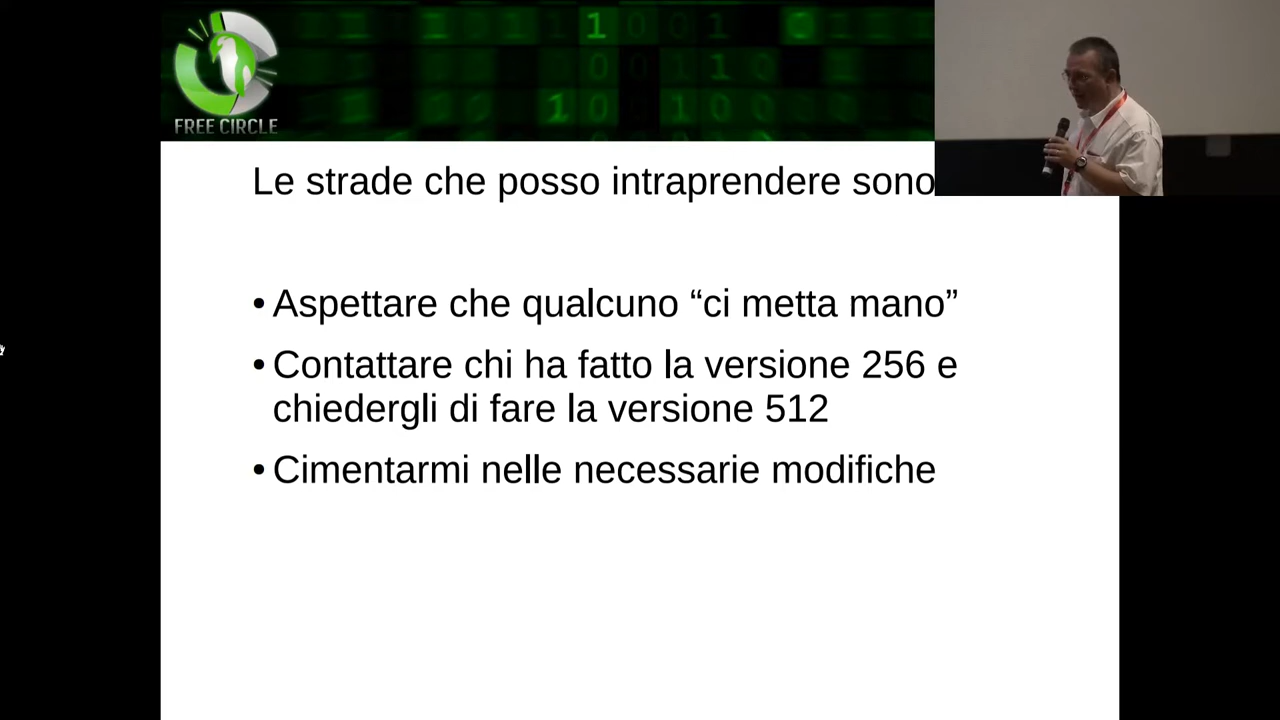 FREE CIRCLE
Le strade che posso intraprendere sono
• Aspettare che qualcuno “ci metta mano”
• Contattare chi ha fatto la versione 256 e
chiedergli di fare la versione 512
• Cimentarmi nelle necessarie modifiche